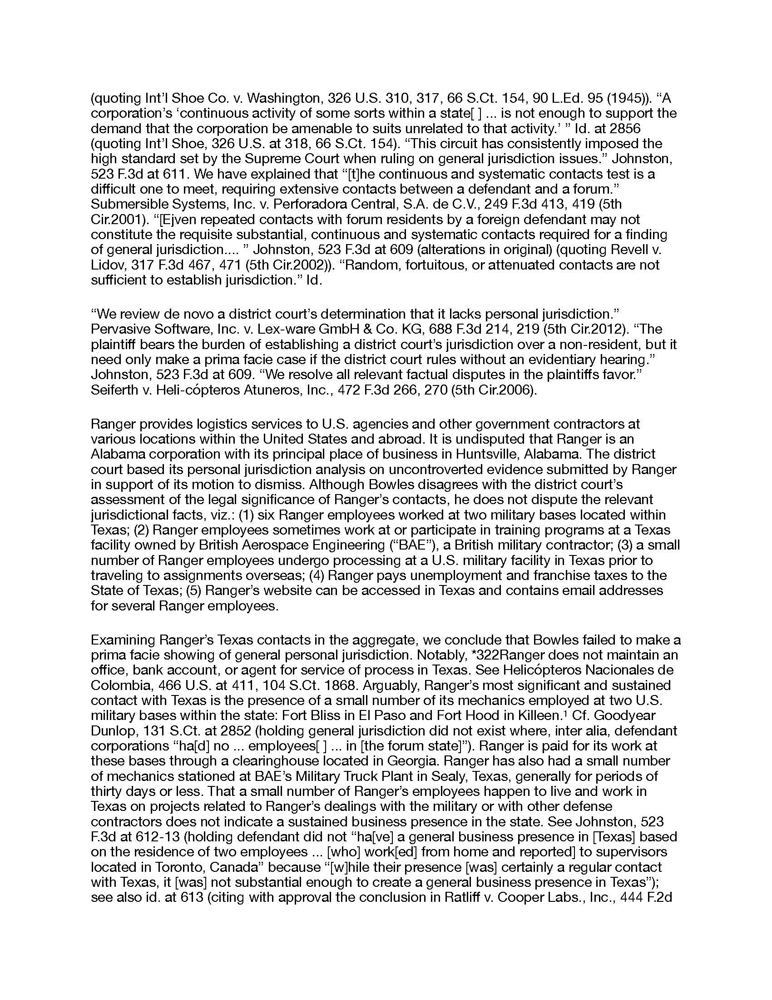 (quoting Int’l Shoe Co. v. Washington, 326 U.S. 310, 317, 66 S.Ct. 154, 90 L.Ed. 95 (1945)). “A
corporation’s ‘continuous activity of some sorts within a state[ ] ... is not enough to support the
demand that the corporation be amenable to suits unrelated to that activity.’ ” Id. at 2856
(quoting Int’l Shoe, 326 U.S. at 318, 66 S.Ct. 154). “This circuit has consistently imposed the
high standard set by the Supreme Court when ruling on general jurisdiction issues.” Johnston,
523 F.3d at 611. We have explained that “[t]he continuous and systematic contacts test is a
difficult one to meet, requiring extensive contacts between a defendant and a forum.”
Submersible Systems, Inc. v. Perforadora Central, S.A. de C.V., 249 F.3d 413, 419 (5th
Cir.2001). “[Ejven repeated contacts with forum residents by a foreign defendant may not
constitute the requisite substantial, continuous and systematic contacts required for a finding
of general jurisdiction.... ” Johnston, 523 F.3d at 609 (alterations in original) (quoting Revell v.
Lidov, 317 F.3d 467, 471 (5th Cir.2002)). “Random, fortuitous, or attenuated contacts are not
sufficient to establish jurisdiction.” Id.
“We review de novo a district court’s determination that it lacks personal jurisdiction.”
Pervasive Software, Inc. v. Lex-ware GmbH & Co. KG, 688 F.3d 214, 219 (5th Cir.2012). “The
plaintiff bears the burden of establishing a district court’s jurisdiction over a non-resident, but it
need only make a prima facie case if the district court rules without an evidentiary hearing.”
Johnston, 523 F.3d at 609. “We resolve all relevant factual disputes in the plaintiffs favor.”
Seiferth v. Heli-cópteros Atuneros, Inc., 472 F.3d 266, 270 (5th Cir.2006).
Ranger provides logistics services to U.S. agencies and other government contractors at
various locations within the United States and abroad. It is undisputed that Ranger is an
Alabama corporation with its principal place of business in Huntsville, Alabama. The district
court based its personal jurisdiction analysis on uncontroverted evidence submitted by Ranger
in support of its motion to dismiss. Although Bowles disagrees with the district court’s
assessment of the legal significance of Ranger’s contacts, he does not dispute the relevant
jurisdictional facts, viz.: (1) six Ranger employees worked at two military bases located within
Texas; (2) Ranger employees sometimes work at or participate in training programs at a Texas
facility owned by British Aerospace Engineering (“BAE”), a British military contractor; (3) a small
number of Ranger employees undergo processing at a U.S. military facility in Texas prior to
traveling to assignments overseas; (4) Ranger pays unemployment and franchise taxes to the
State of Texas; (5) Ranger’s website can be accessed in Texas and contains email addresses
for several Ranger employees.
Examining Ranger’s Texas contacts in the aggregate, we conclude that Bowles failed to make a
prima facie showing of general personal jurisdiction. Notably, *322Ranger does not maintain an
office, bank account, or agent for service of process in Texas. See Helicópteros Nacionales de
Colombia, 466 U.S. at 411, 104 S.Ct. 1868. Arguably, Ranger’s most significant and sustained
contact with Texas is the presence of a small number of its mechanics employed at two U.S.
military bases within the state: Fort Bliss in El Paso and Fort Hood in Killeen.¹ Cf. Goodyear
Dunlop, 131 S.Ct. at 2852 (holding general jurisdiction did not exist where, inter alia, defendant
corporations “ha[d] no ... employees[ ] ... in [the forum state]”). Ranger is paid for its work at
these bases through a clearinghouse located in Georgia. Ranger has also had a small number
of mechanics stationed at BAE’s Military Truck Plant in Sealy, Texas, generally for periods of
thirty days or less. That a small number of Ranger’s employees happen to live and work in
Texas on projects related to Ranger’s dealings with the military or with other defense
contractors does not indicate a sustained business presence in the state. See Johnston, 523
F.3d at 612-13 (holding defendant did not “ha[ve] a general business presence in [Texas] based
on the residence of two employees ... [who] work[ed] from home and reported] to supervisors
located in Toronto, Canada” because “[w]hile their presence [was] certainly a regular contact
with Texas, it [was] not substantial enough to create a general business presence in Texas”);
see also id. at 613 (citing with approval the conclusion in Ratliff v. Cooper Labs., Inc., 444 F.2d